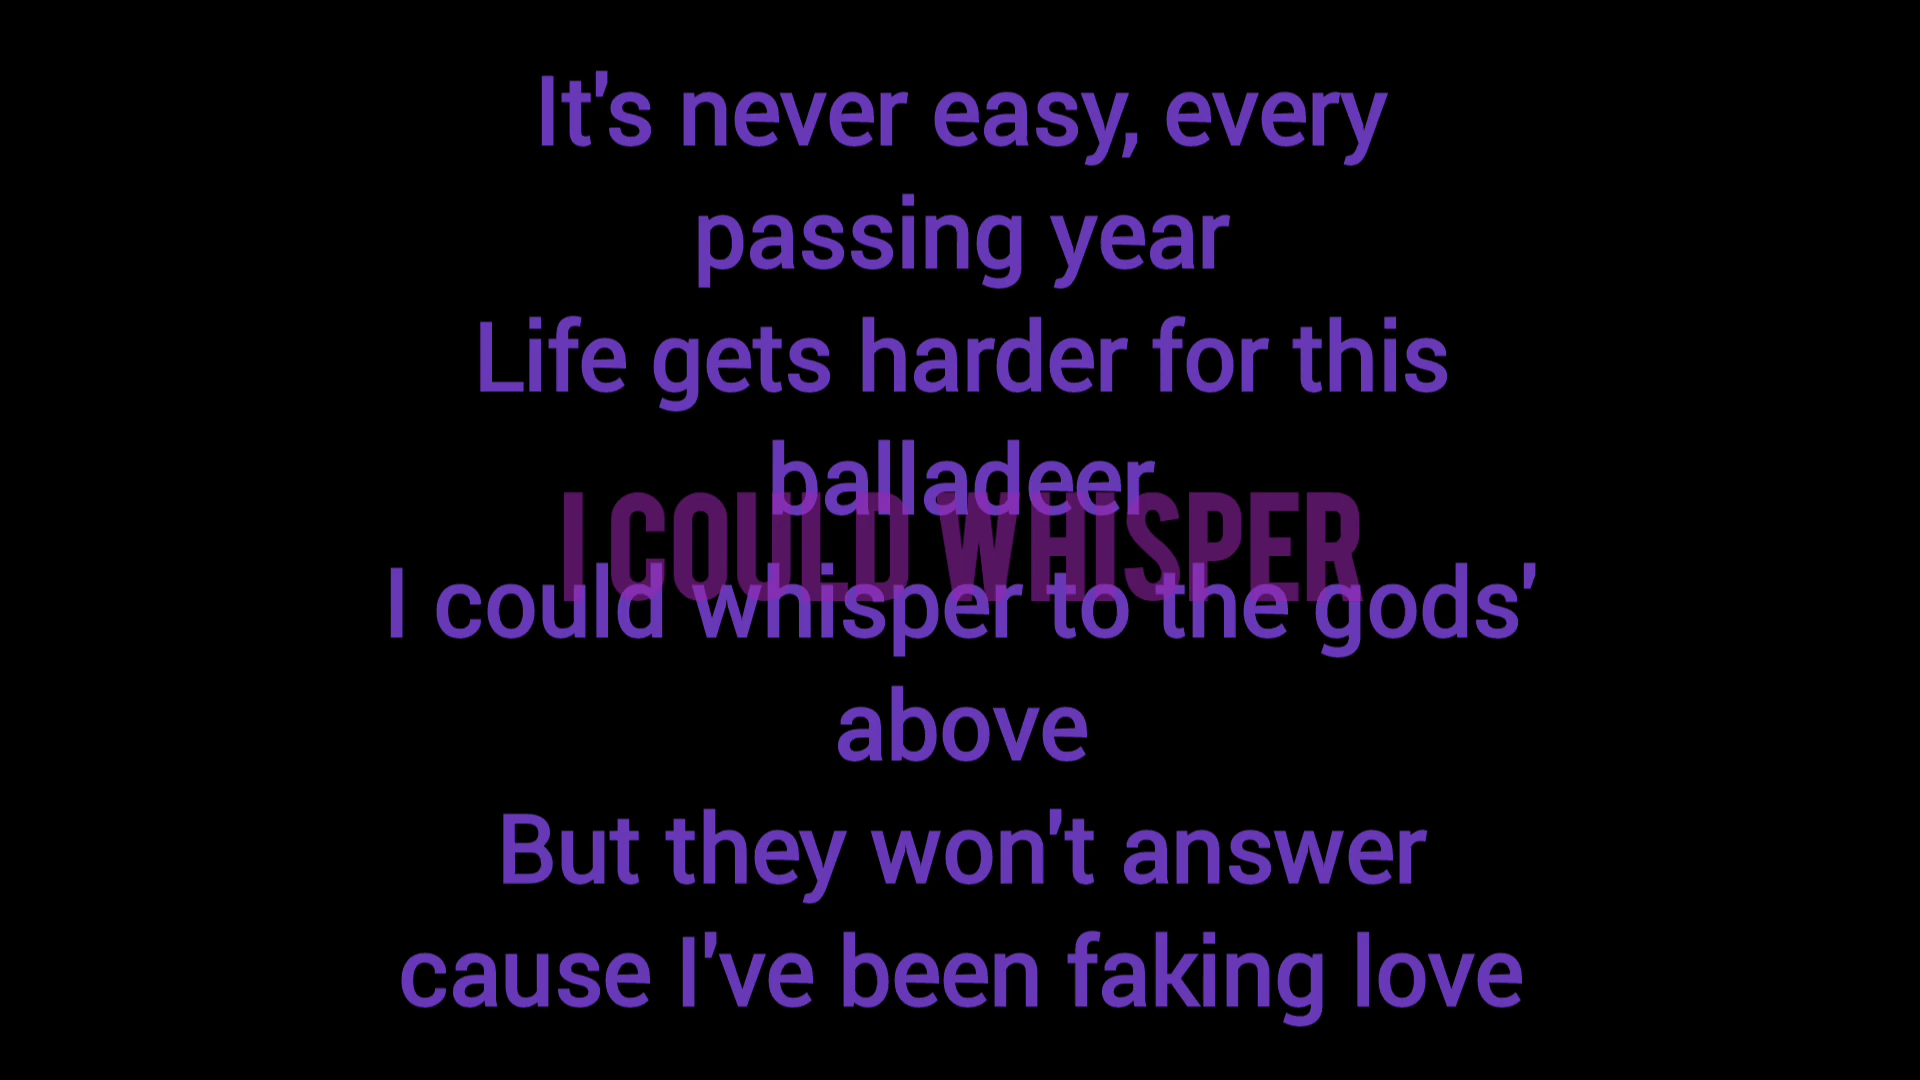 It's never easy, every
passing year
Life gets harder for this
balladeer
I COULD WHISPER
I could whisper to the gods'
above
But they won't answer
cause I've been faking love